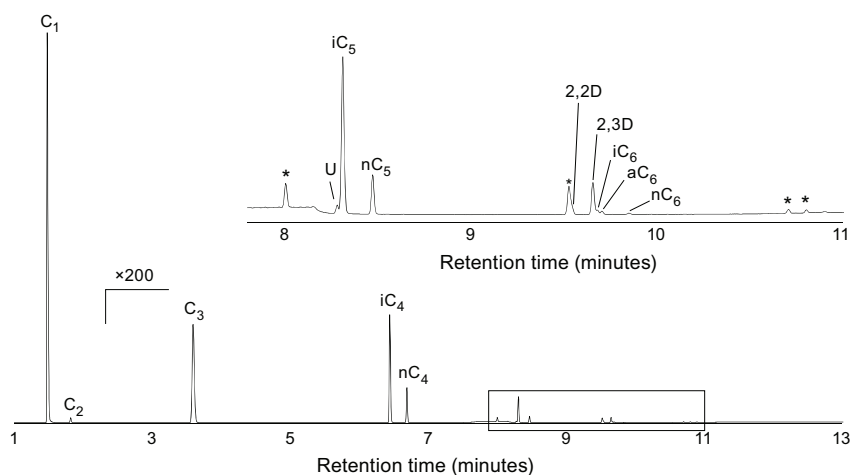 C1
iC5
2,2D
2,3D
U
nC5
iC6
aC6
nC6
*
*
* *
8 9 10 11
Retention time (minutes)
×200
C3
iC4
nC4
C2
1 3 5 7 9 11 13
Retention time (minutes)